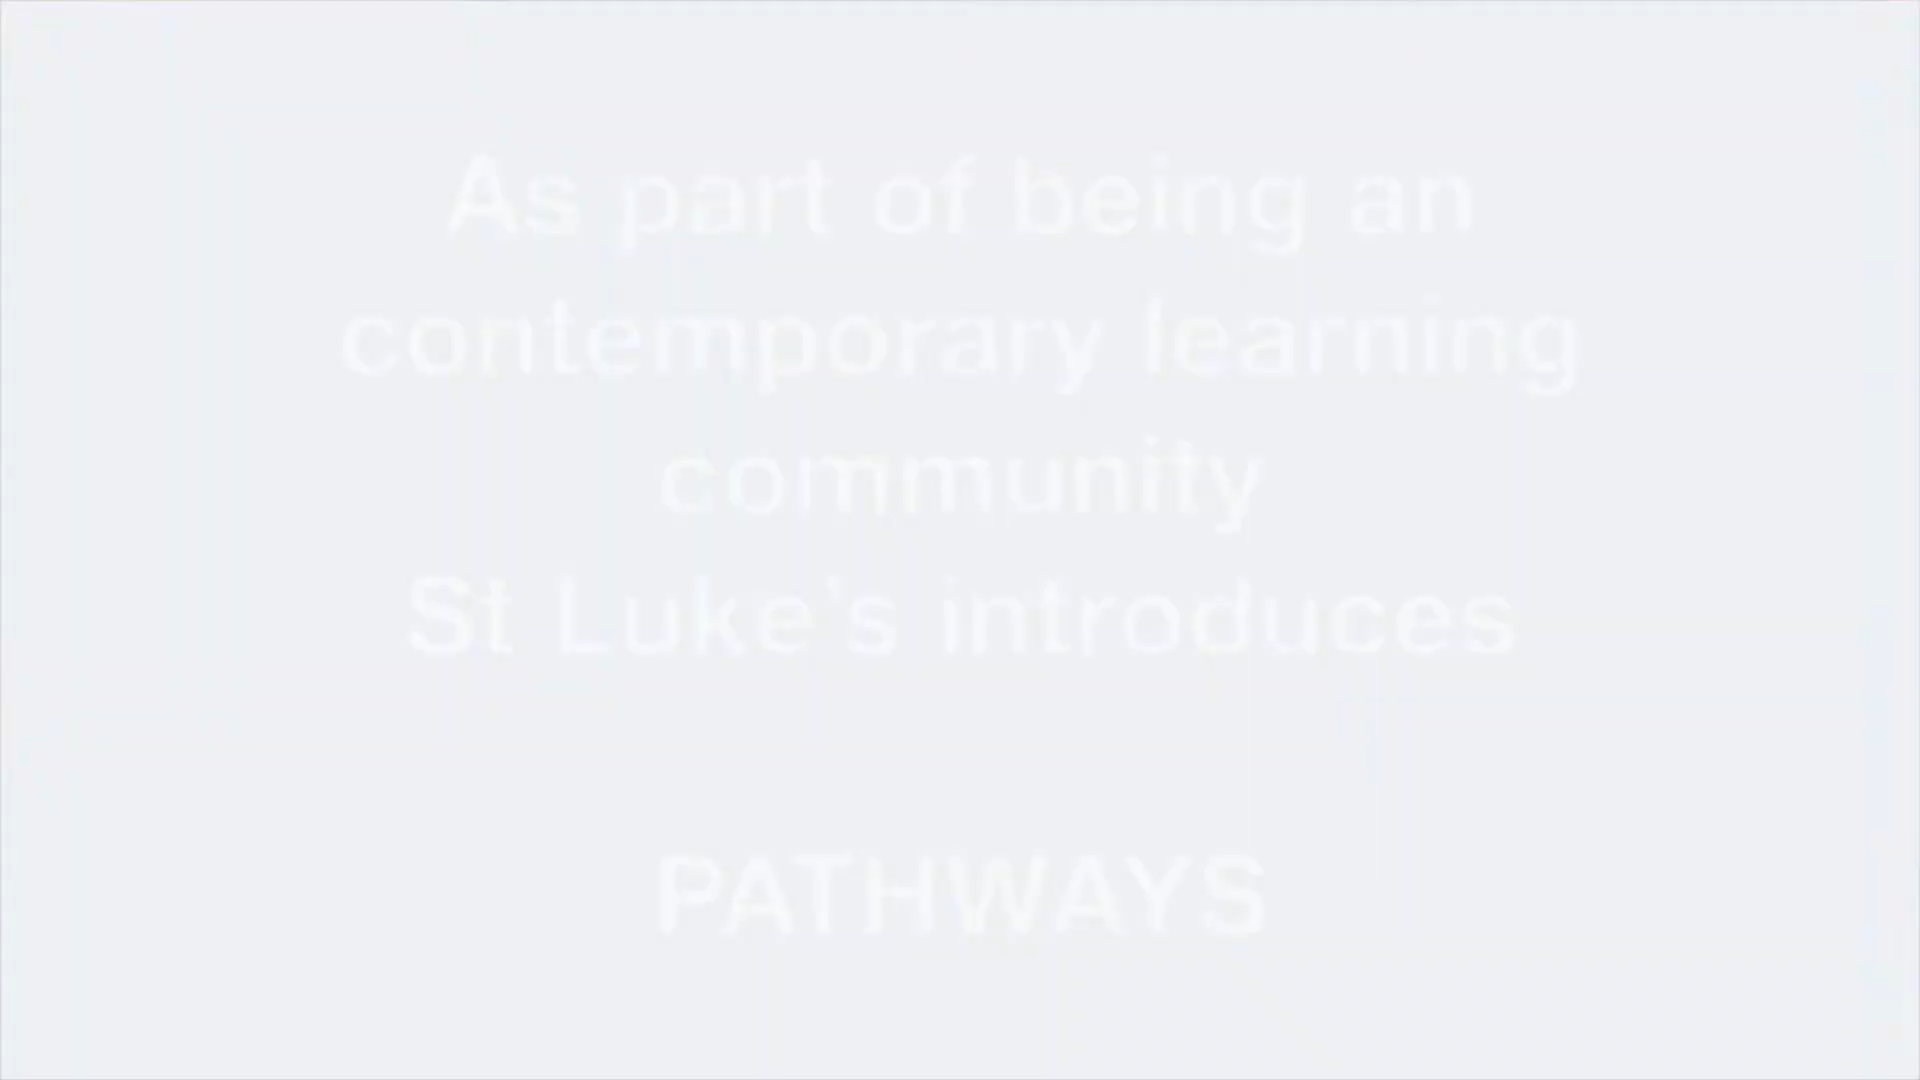 As part of being an
contemporary learning
community
St Luke's introduces
PATHWAYS